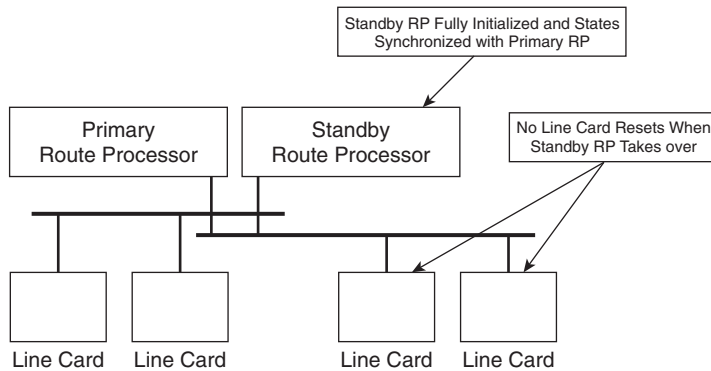 Standby RP Fully Initialized and States
Synchronized with Primary RP
Primary
Route Processor
Standby
Route Processor
No Line Card Resets When
Standby RP Takes over
Line Card
Line Card
Line Card
Line Card